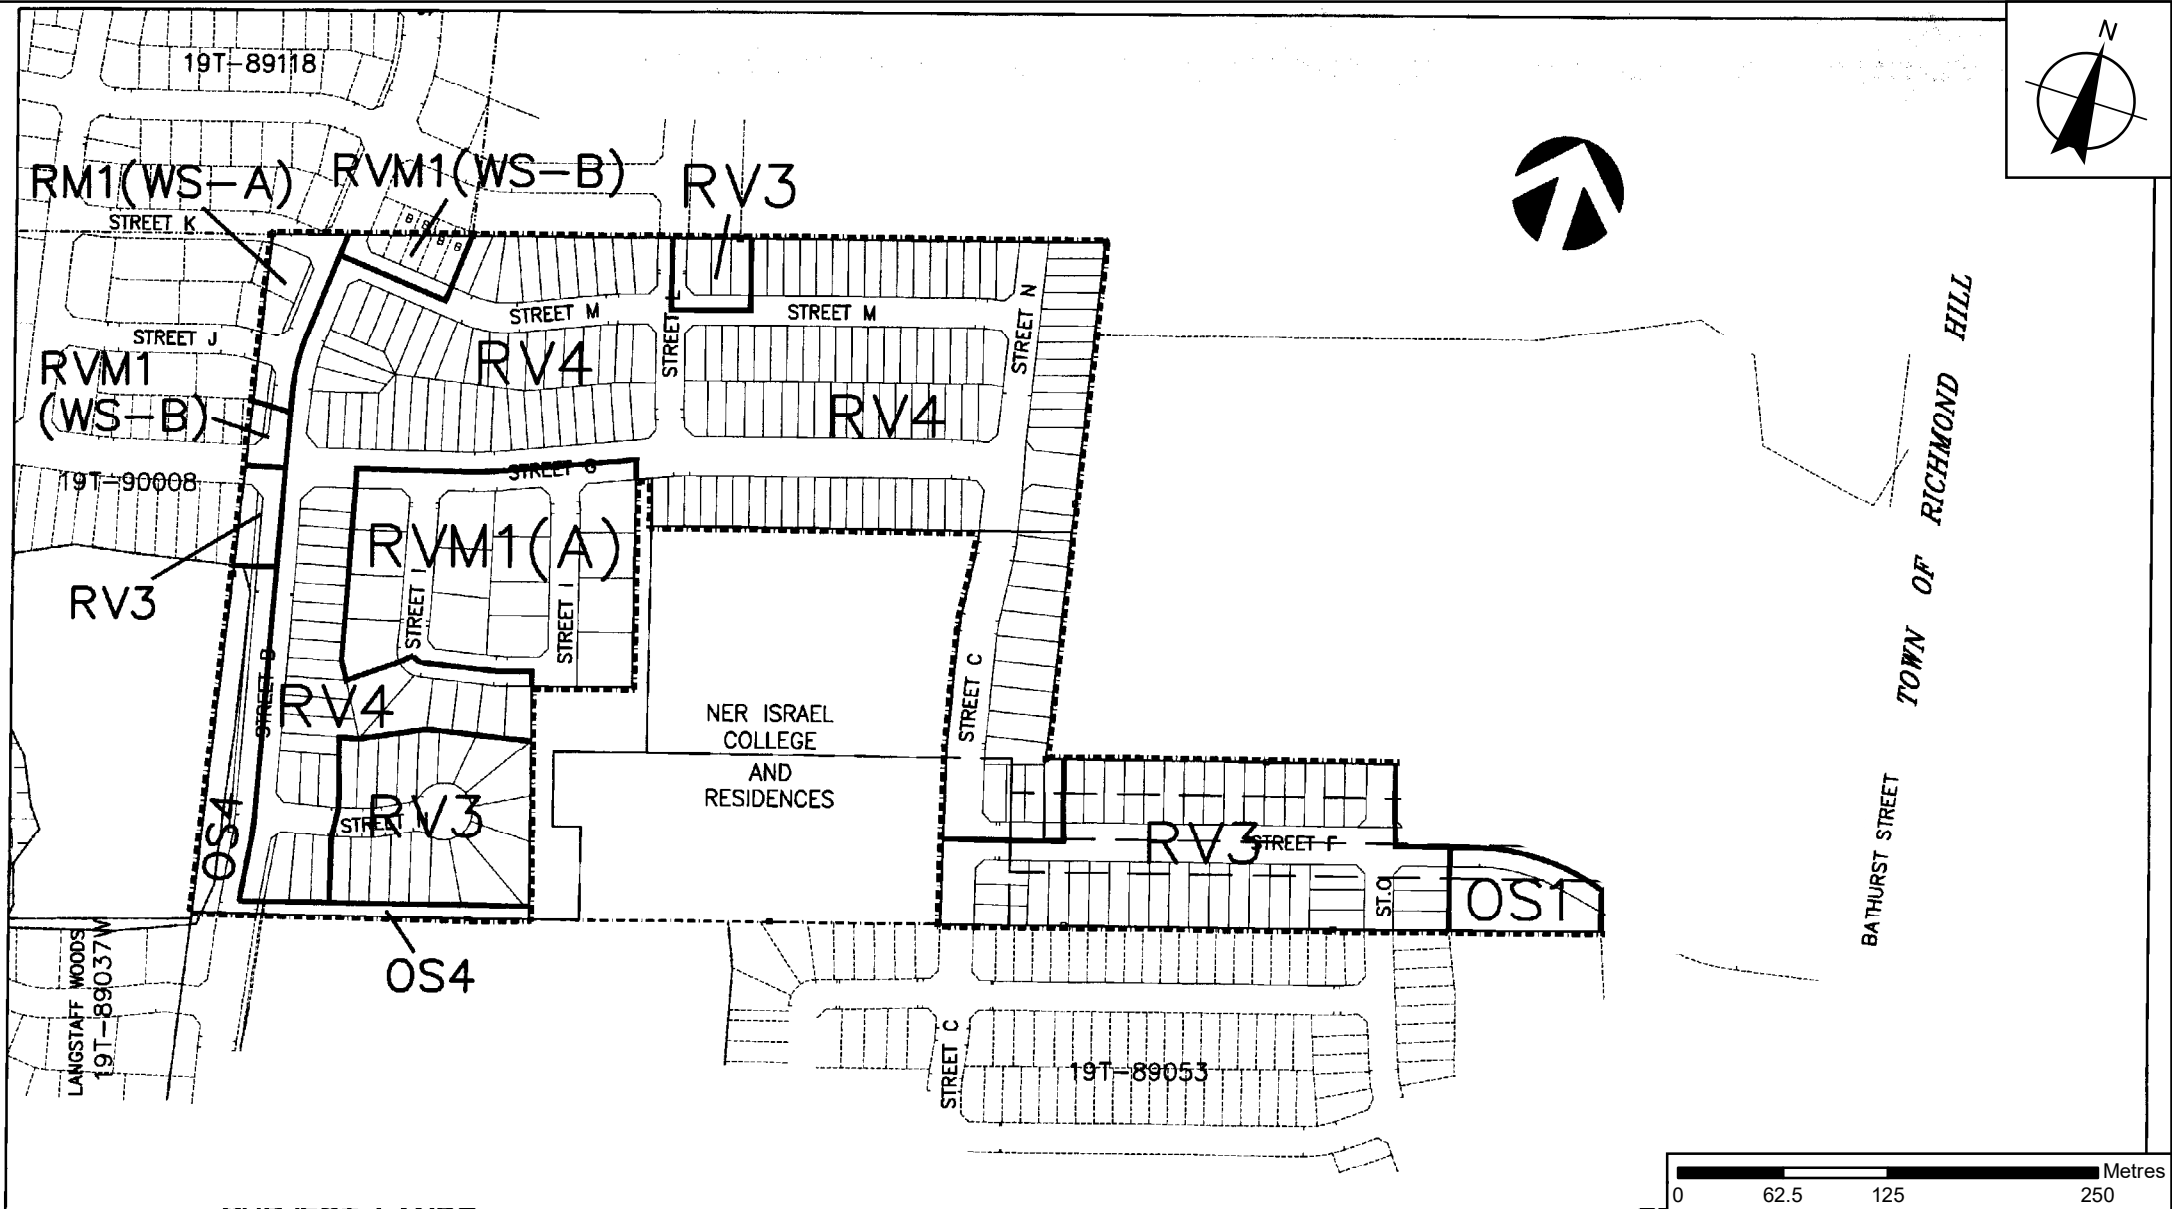 N
19T-89118
RM1(WS-A)
RVM1(WS-B)
RV3
STREET K
STREET M
STREET L
STREET M
STREET N
STREET J
RVM1
(WS-B)
RV4
RV4
STREET G
19T-90008
RVM1(A)
STREET I
STREET I
RV3
STREET B
RV4
STREET C
NER ISRAEL
COLLEGE
AND
RESIDENCES
OS4
STREET
RV3
RV3
STREET F
ST.O
OS1
OS4
LANGSTAFF WOODS
19T-89037W
STREET C
19T-89053
BATHURST STREET
TOWN OF RICHMOND HILL
Metres
0 62.5 125 250